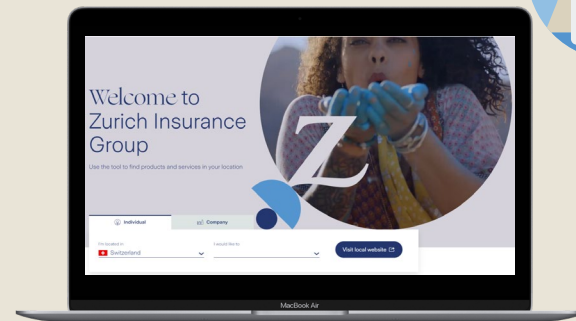 Welcome to
Zurich Insurance
Group
Use the tool to find products and services in your location
Z
Individual
Company
I'm located in
I would like to
Switzerland
Visit local website
MacBook Air